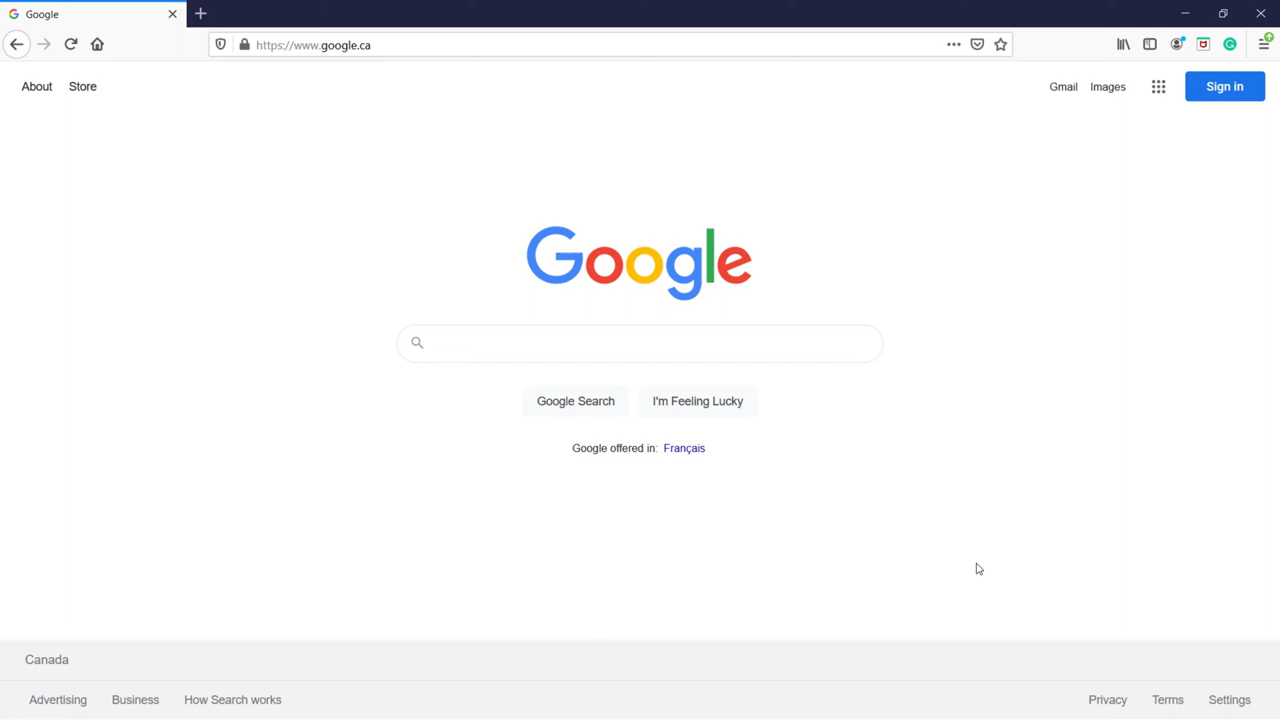 Google
https://www.google.ca
About Store
Gmail Images Sign in
Google
Google Search I'm Feeling Lucky
Google offered in: Français
Canada
Advertising Business How Search works
Privacy Terms Settings